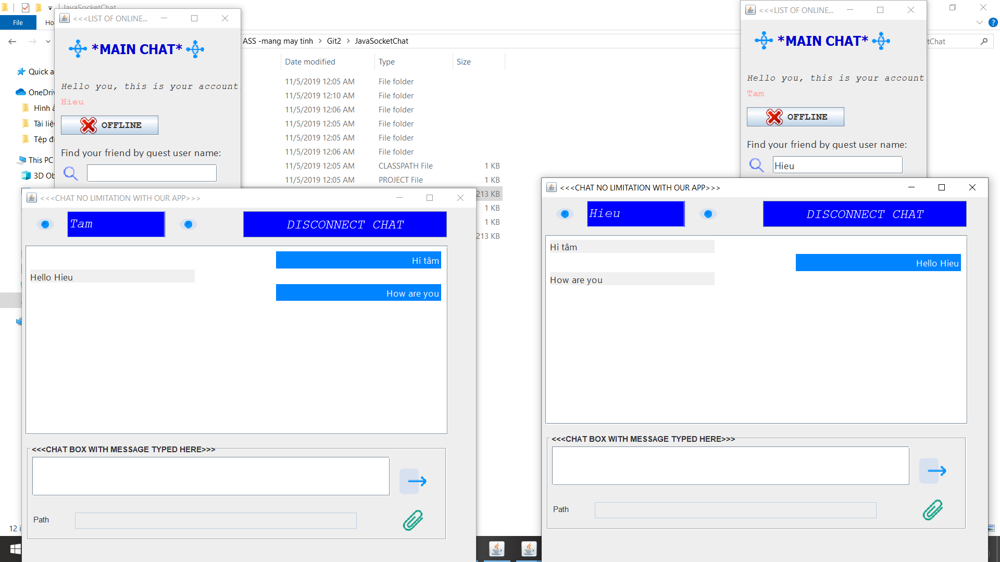 JavaSocketChat
File
Ho
ASS -mang may tinh
Git2
JavaSocketChat
tChat
Date modified
Type
Size
Quick a
OneDriv
Hình ả
Tài liệu
Tệp đ
This PC
3D Ob
11/5/2019 12:05 AM File folder
11/5/2019 12:10 AM File folder
11/5/2019 12:06 AM File folder
11/5/2019 12:05 AM File folder
11/5/2019 12:05 AM File folder
11/5/2019 12:06 AM File folder
11/5/2019 12:05 AM CLASSPATH File 1 KB
11/5/2019 12:05 AM PROJECT File 1 KB
213 KB
1 KB
1 KB
213 KB
12 i
<<<LIST OF ONLINE...
*MAIN CHAT*
Hello you, this is your account
Hieu
OFFLINE
Find your friend by guest user name:
<<<CHAT NO LIMITATION WITH OUR APP>>>
Tam
DISCONNECT CHAT
Hi tâm
Hello Hieu
How are you
<<<CHAT BOX WITH MESSAGE TYPED HERE>>>
Path
<<<LIST OF ONLINE...
*MAIN CHAT*
Hello you, this is your account
Tam
OFFLINE
Find your friend by guest user name:
Hieu
<<<CHAT NO LIMITATION WITH OUR APP>>>
Hieu
DISCONNECT CHAT
Hi tâm
Hello Hieu
How are you
<<<CHAT BOX WITH MESSAGE TYPED HERE>>>
Path